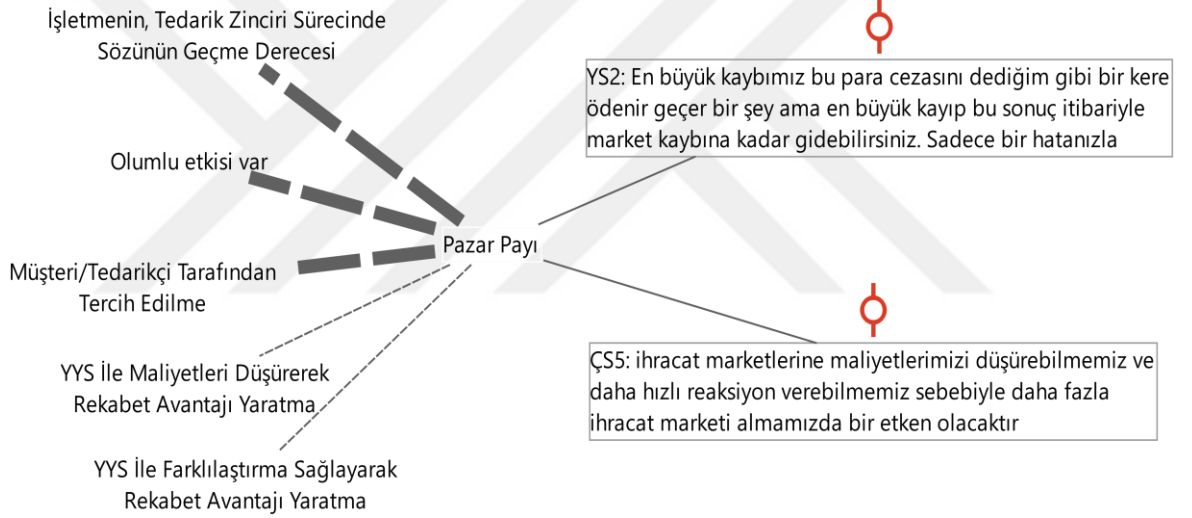 İşletmenin, Tedarik Zinciri Sürecinde
Sözünün Geçme Derecesi
Olumlu etkisi var
Müşteri/Tedarikçi Tarafından
Tercih Edilme
YYS İle Maliyetleri Düşürerek
Rekabet Avantajı Yaratma
YYS İle Farklılaştırma Sağlayarak
Rekabet Avantajı Yaratma
Pazar Payı
YS2: En büyük kaybımız bu para cezasını dediğim gibi bir kere
ödenir geçer bir şey ama en büyük kayıp bu sonuç itibariyle
market kaybına kadar gidebilirsiniz. Sadece bir hatanızla
ÇS5: ihracat marketlerine maliyetlerimizi düşürebilmemiz ve
daha hızlı reaksiyon verebilmemiz sebebiyle daha fazla
ihracat marketi almamızda bir etken olacaktır